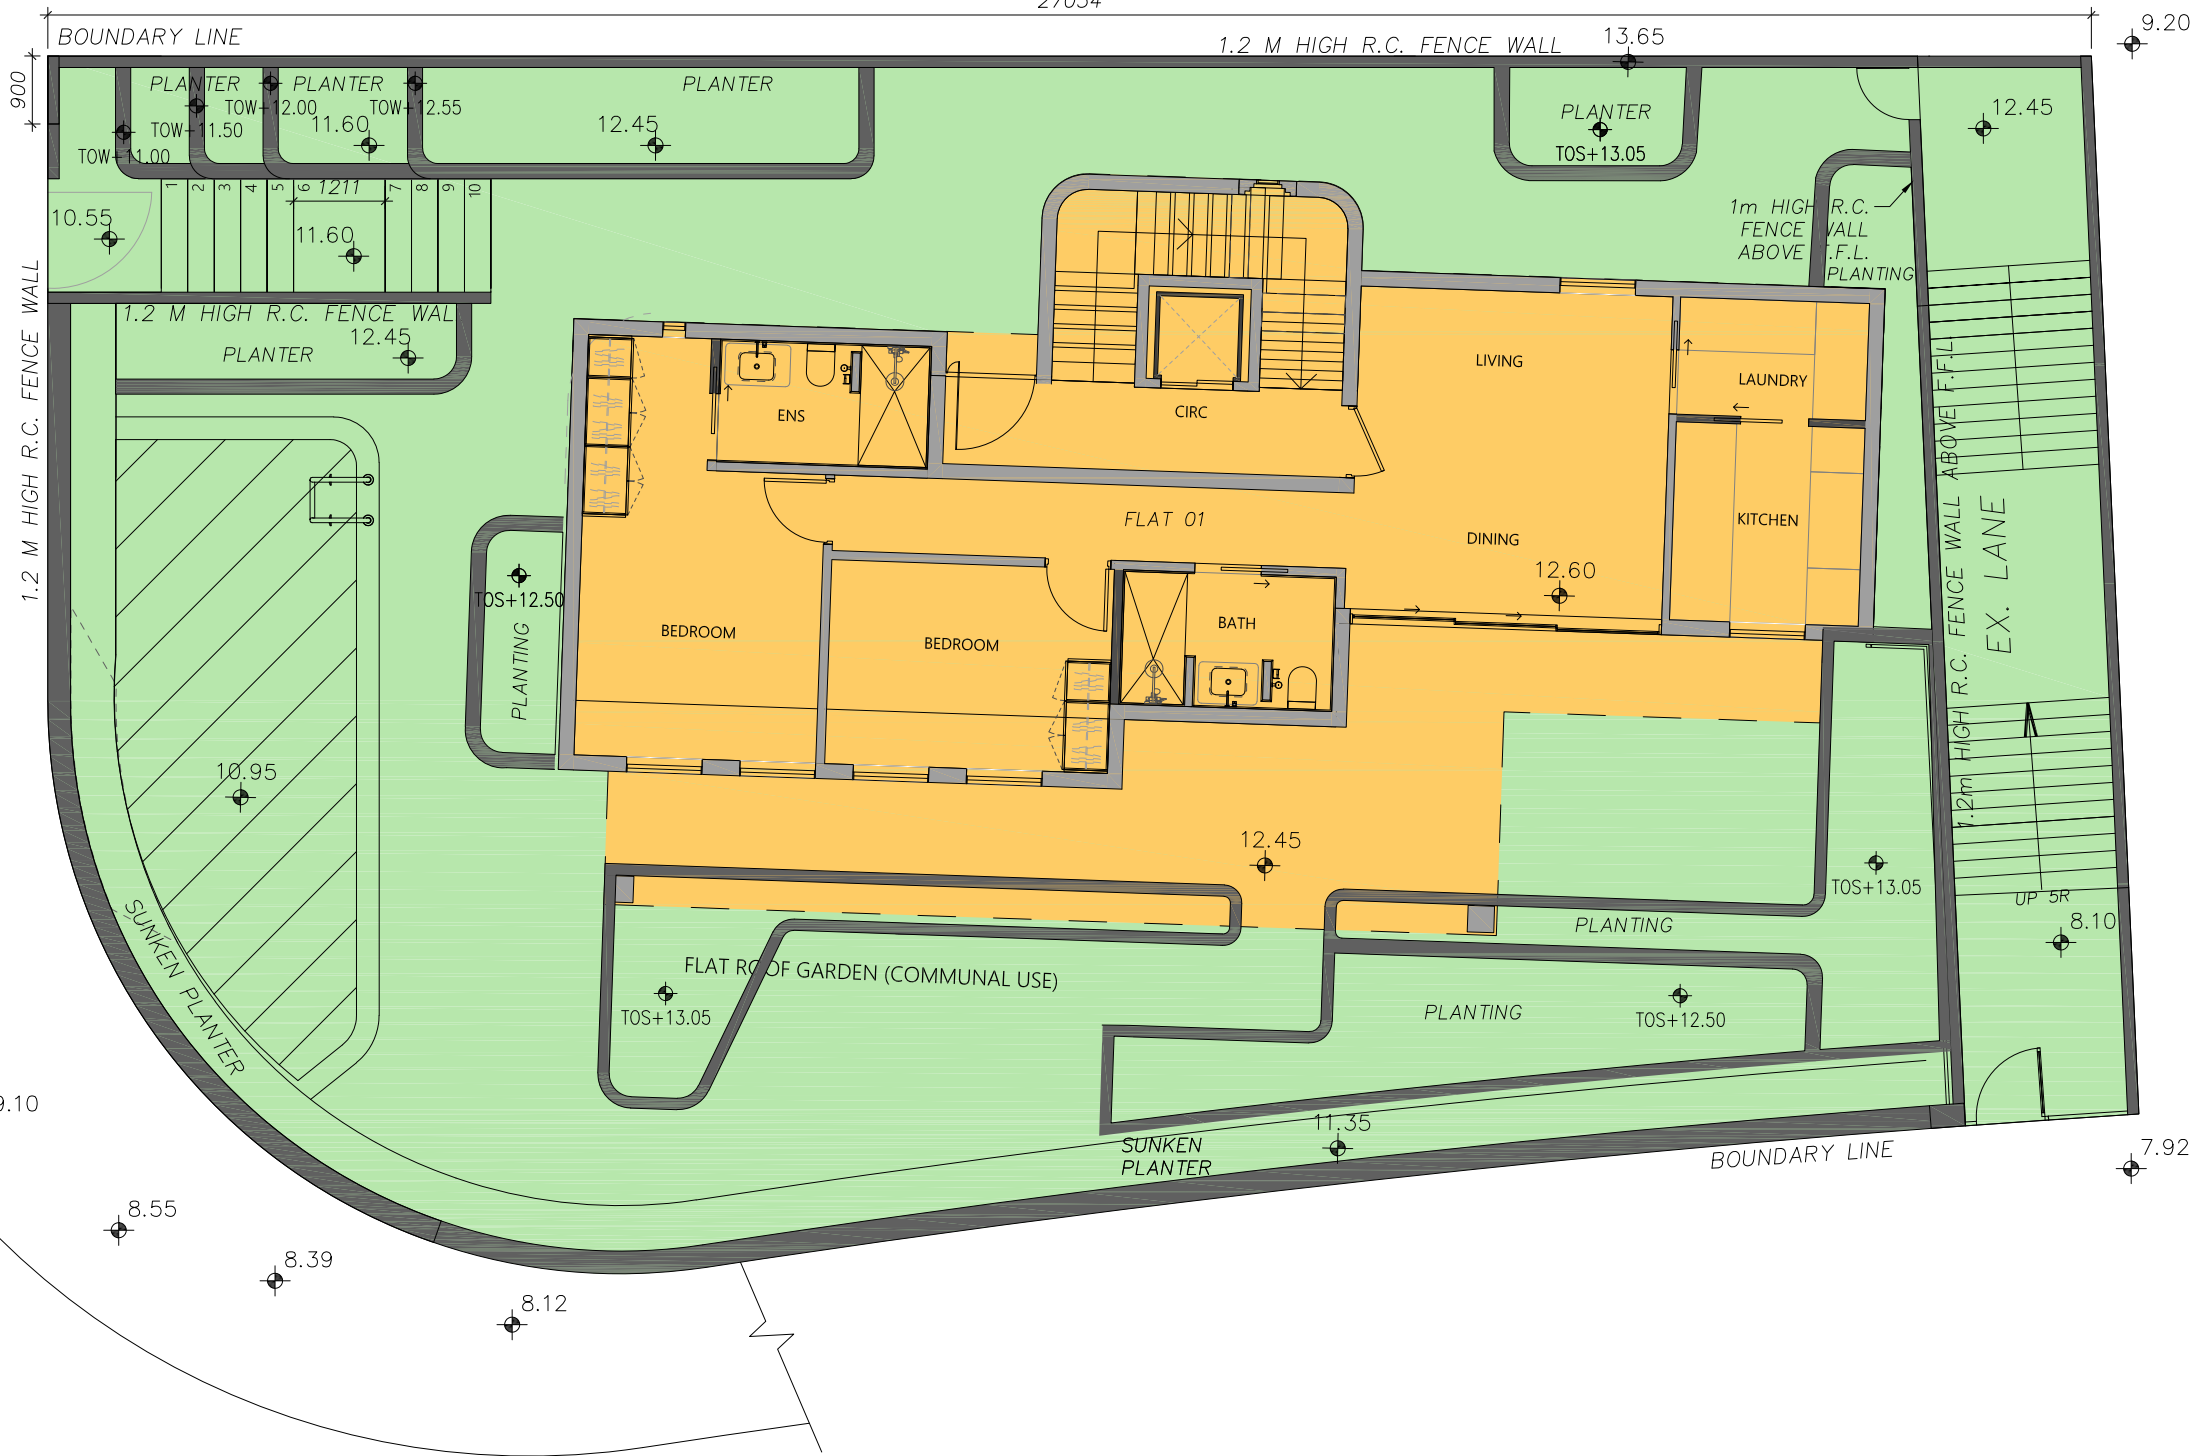 27054
BOUNDARY LINE
1.2 M HIGH R.C. FENCE WALL
13.65
9.20
900
PLANTER
PLANTER
PLANTER
PLANTER
TOW+12.00
TOW+12.55
TOW+11.50
TOW+11.00
11.60
12.45
TOS+13.05
12.45
1 2 3 4 5 6 7 8 9 10
1211
10.55
11.60
1m HIGH R.C.
FENCE WALL
ABOVE F.F.L.
PLANTING
1.2 M HIGH R.C. FENCE WALL
1.2 M HIGH R.C. FENCE WAL
12.45
PLANTER
LIVING
LAUNDRY
ENS
CIRC
FLAT 01
DINING
KITCHEN
12.60
TOS+12.50
PLANTING
BEDROOM
BEDROOM
BATH
1.2m HIGH R.C. FENCE WALL ABOVE F.F.L
EX. LANE
10.95
12.45
TOS+13.05
UP 5R
8.10
SUNKEN PLANTER
PLANTING
FLAT ROOF GARDEN (COMMUNAL USE)
TOS+13.05
PLANTING
TOS+12.50
9.10
11.35
SUNKEN
PLANTER
BOUNDARY LINE
7.92
8.55
8.39
8.12